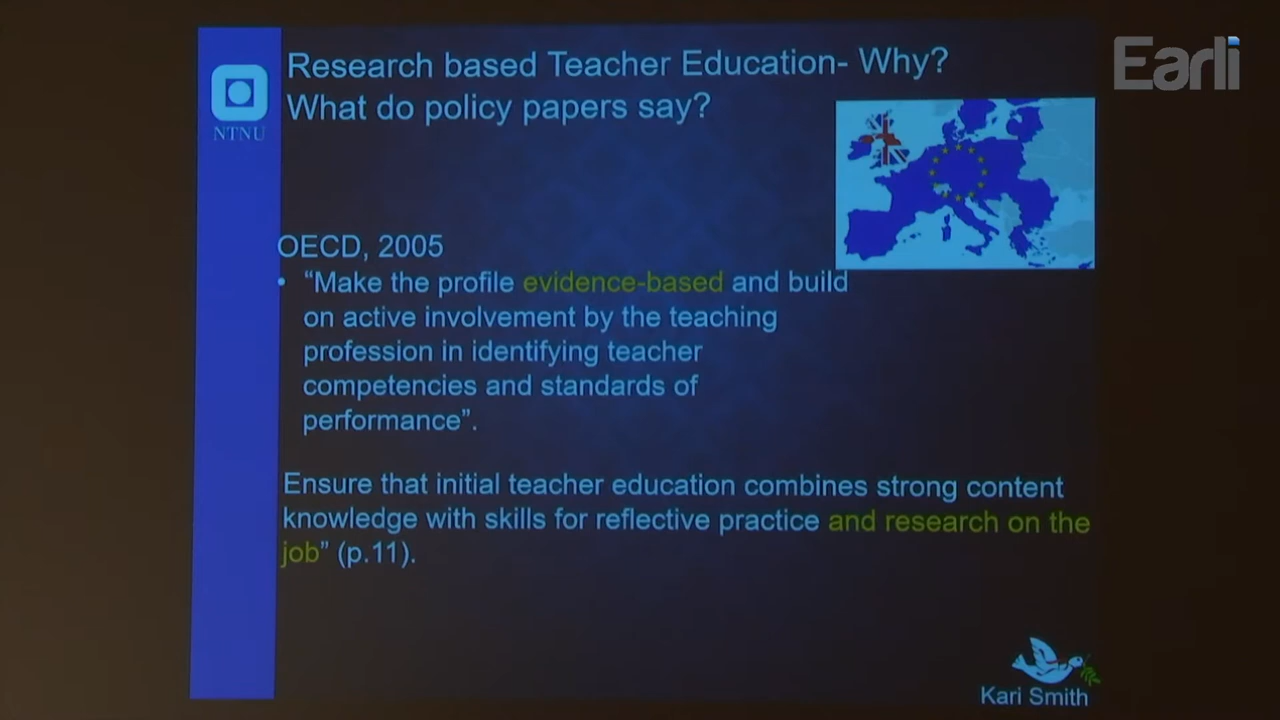 Research based Teacher Education- Why?
What do policy papers say?
Earli
NTNU
OECD, 2005
• “Make the profile evidence-based and build
on active involvement by the teaching
profession in identifying teacher
competencies and standards of
performance”.
Ensure that initial teacher education combines strong content
knowledge with skills for reflective practice and research on the
job” (p.11).
Kari Smith